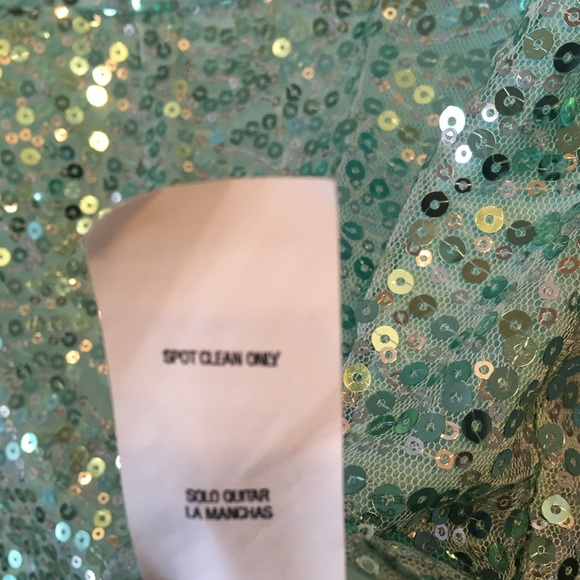 SPOT CLEAN ONLY
SOLO QUITAR
LA MANCHAS